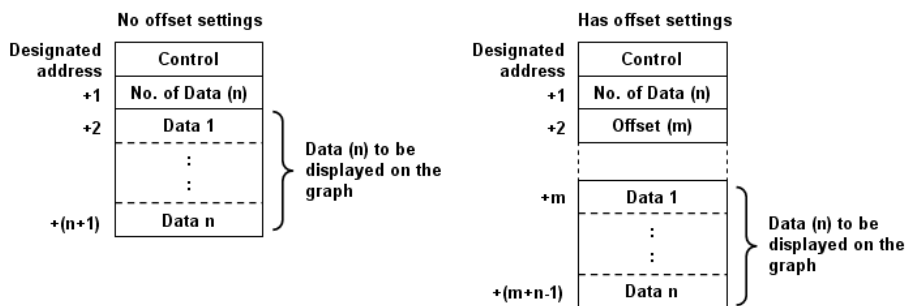 No offset settings
Designated
address
Control
+1
No. of Data (n)
+2
Data 1
:
:
+(n+1)
Data n
Data (n) to be
displayed on the
graph
Has offset settings
Designated
address
Control
+1
No. of Data (n)
+2
Offset (m)
+m
Data 1
:
:
+(m+n-1)
Data n
Data (n) to be
displayed on the
graph